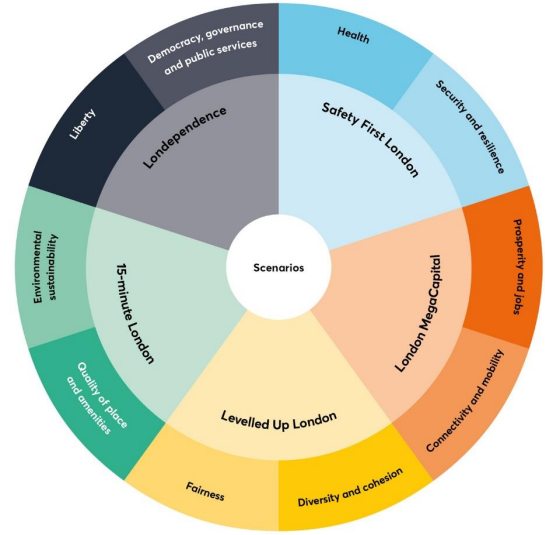 Democracy, governance
and public services
Health
Liberty
Londependence
Safety First London
Security and resilience
Environmental
sustainability
15-minute London
Scenarios
London MegaCapital
Prosperity and jobs
Quality of place
and amenities
Levelled Up London
Connectivity and mobility
Fairness
Diversity and cohesion